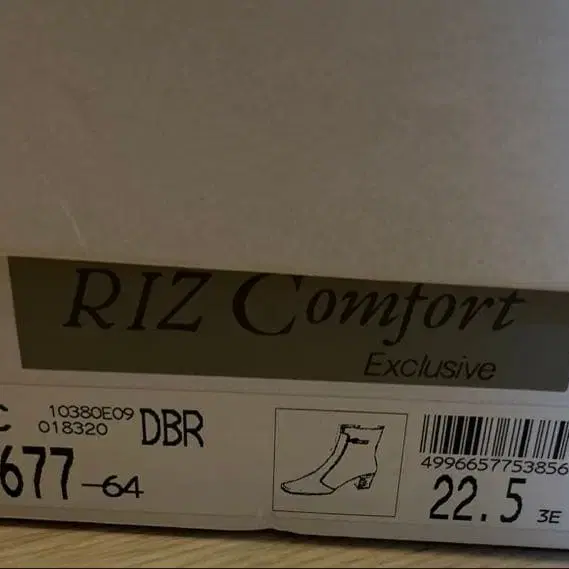 RIZ Comfort
Exclusive
C 10380E09 DBR
018320
677-64
4996657753856
22.5 3E